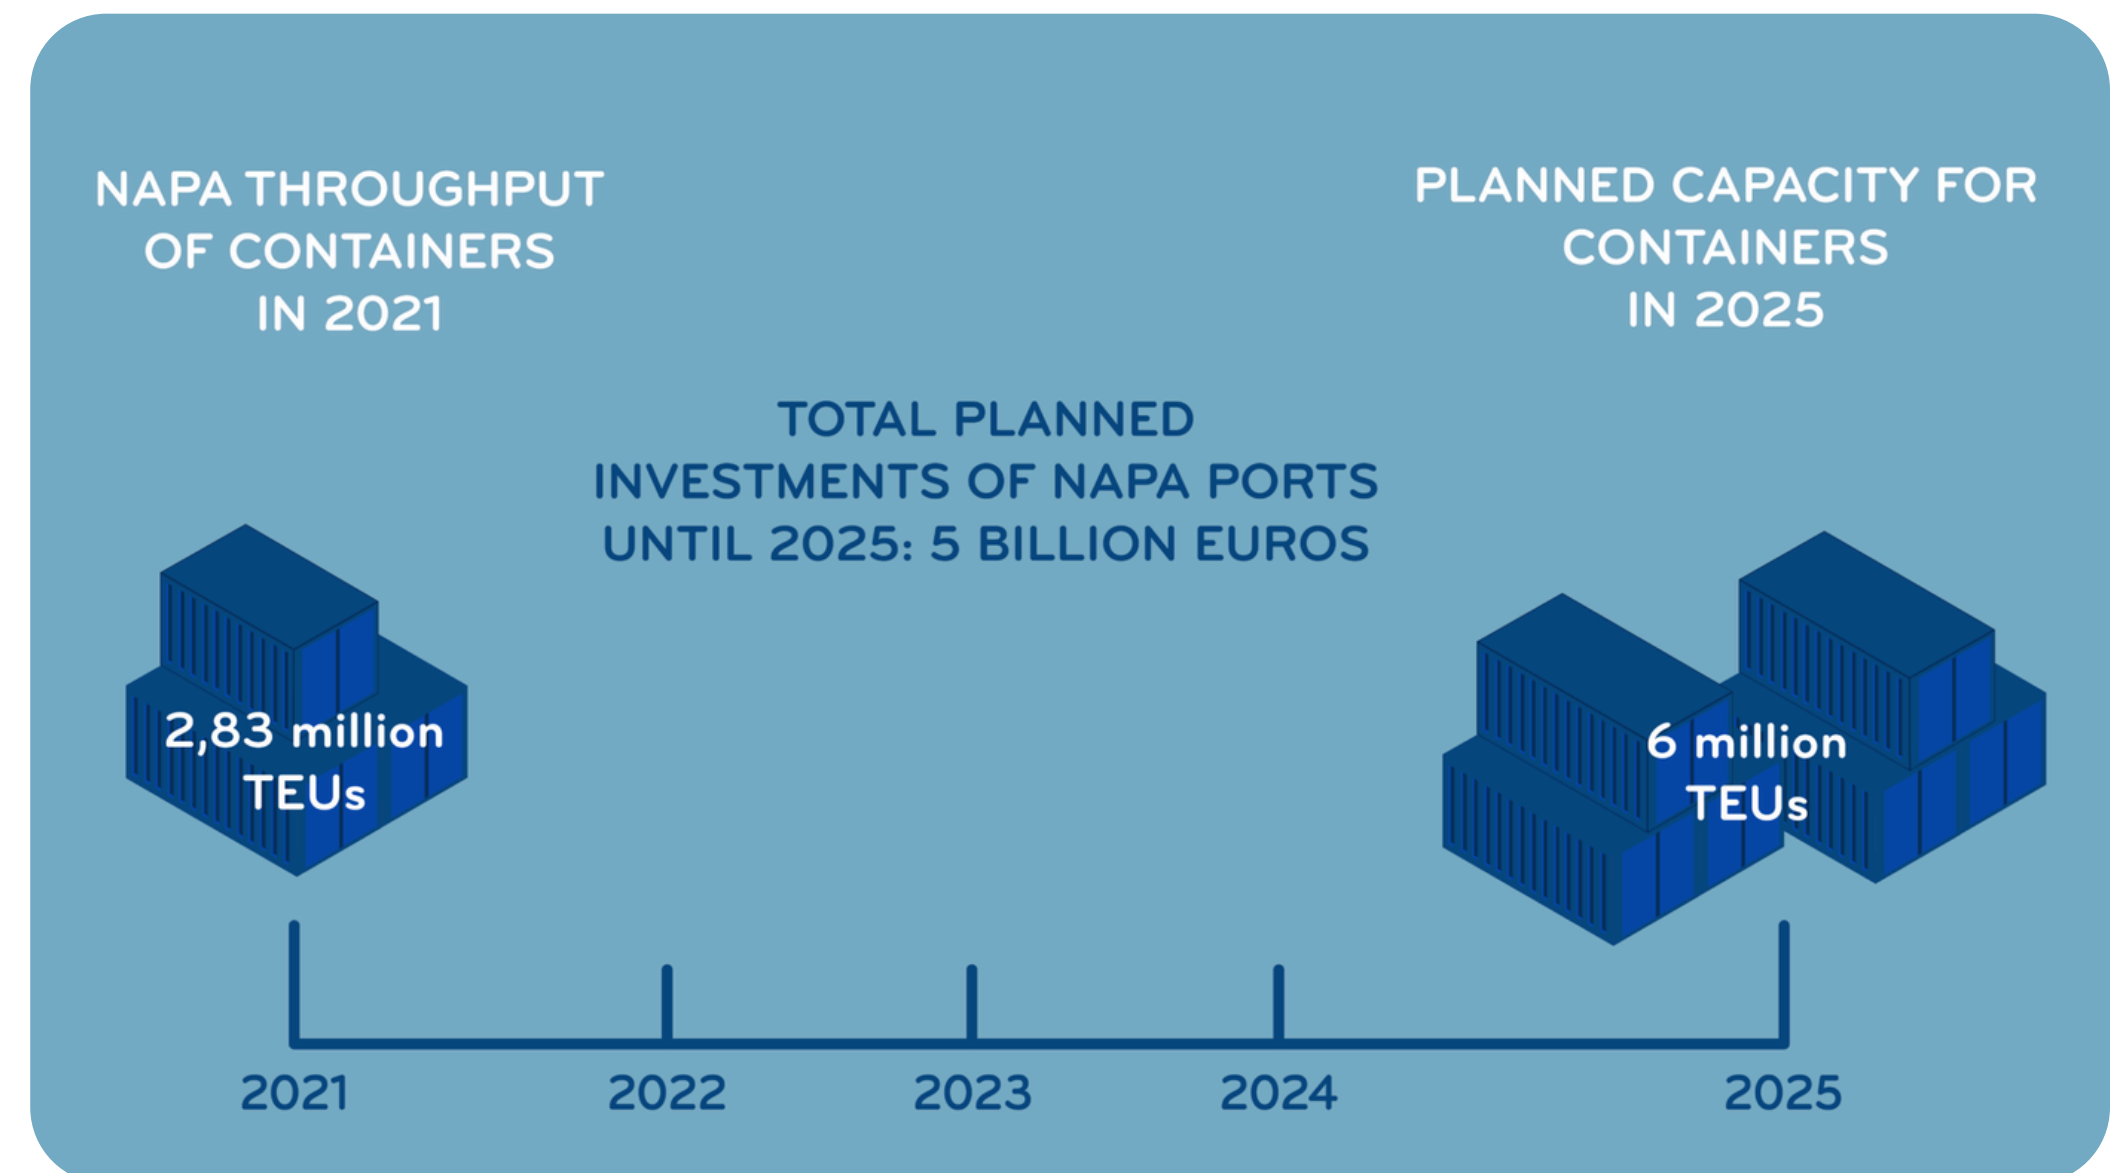 NAPA THROUGHPUT
OF CONTAINERS
IN 2021
PLANNED CAPACITY FOR
CONTAINERS
IN 2025
TOTAL PLANNED
INVESTMENTS OF NAPA PORTS
UNTIL 2025: 5 BILLION EUROS
2,83 million
TEUs
6 million
TEUs
2021
2022
2023
2024
2025